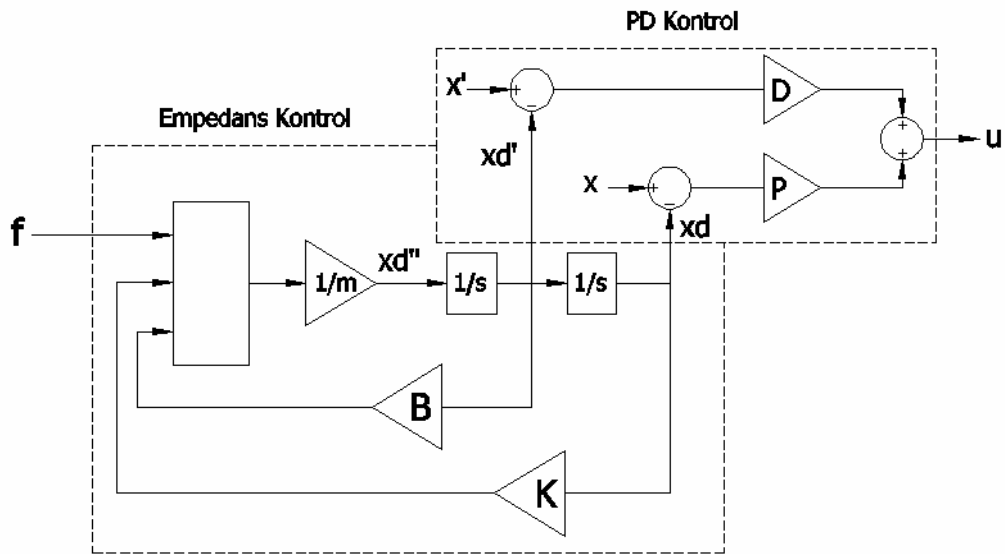 PD Kontrol
x'
+
−
D
Empedans Kontrol
+
+
u
xd'
x
+
−
P
xd
f
1/m
xd''
1/s
1/s
B
K